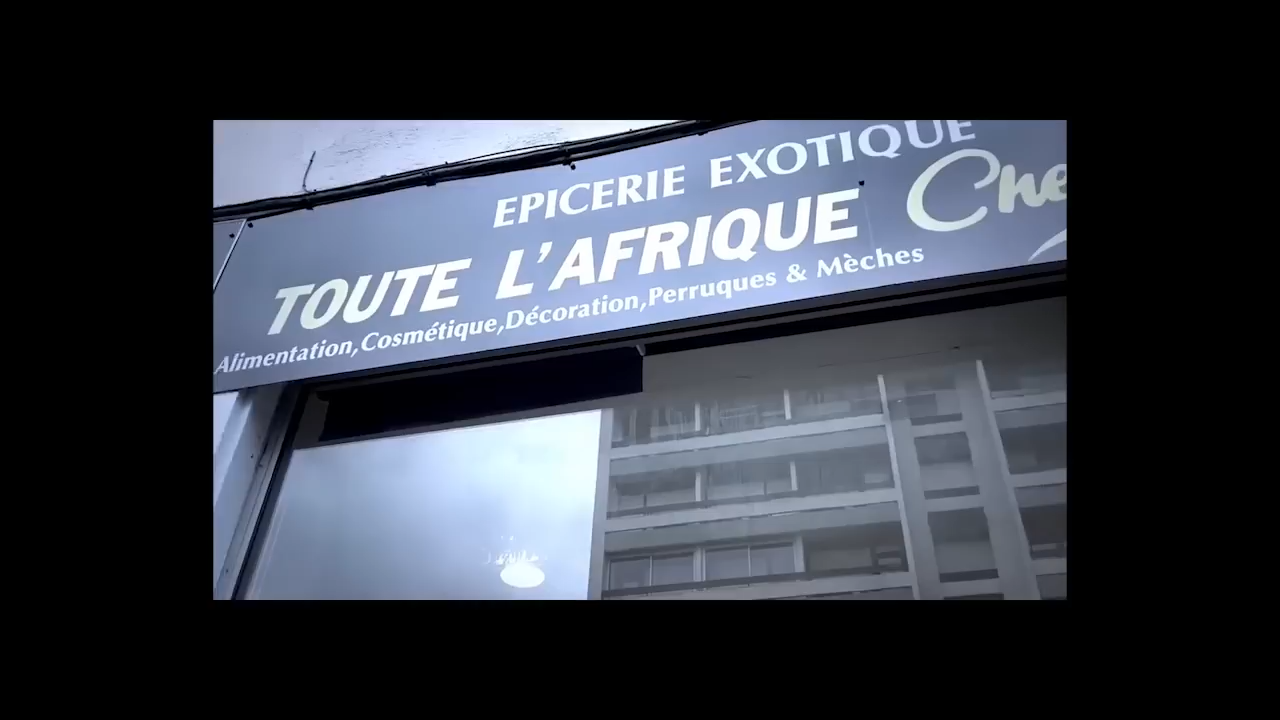 EPICERIE EXOTIQUE
TOUTE L'AFRIQUE
Alimentation,Cosmétique,Décoration,Perruques & Mèches